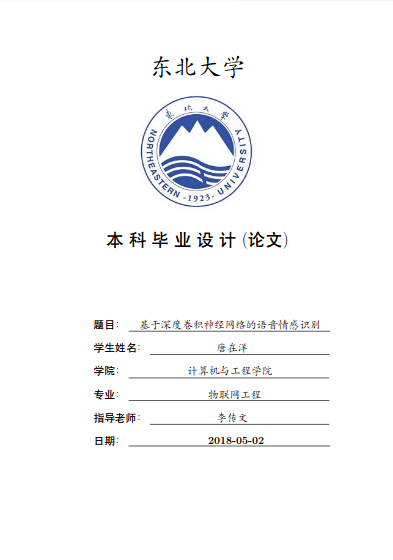 东北大学
东北大学
NORTHEASTERN -1923- UNIVERSITY
本科毕业设计(论文)
题目: 基于深度卷积神经网络的语音情感识别
学生姓名: 唐在洋
学院: 计算机与工程学院
专业: 物联网工程
指导老师: 李传文
日期: 2018-05-02